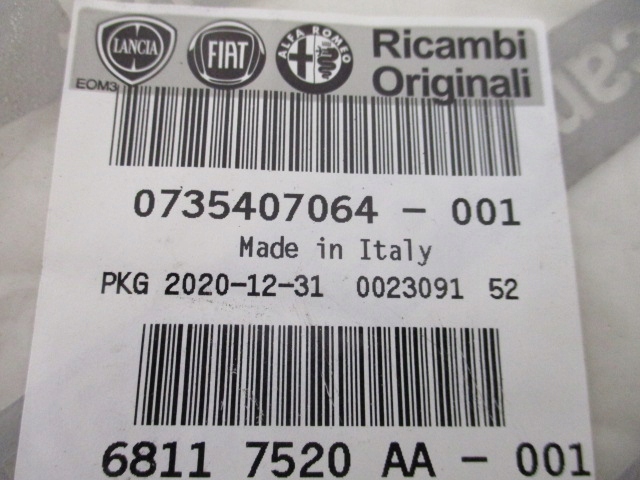 LANCIA FIAT ALFA ROMEO Ricambi
Originali
EOM3
0735407064 - 001
Made in Italy
PKG 2020-12-31 0023091 52
6811 7520 AA - 001